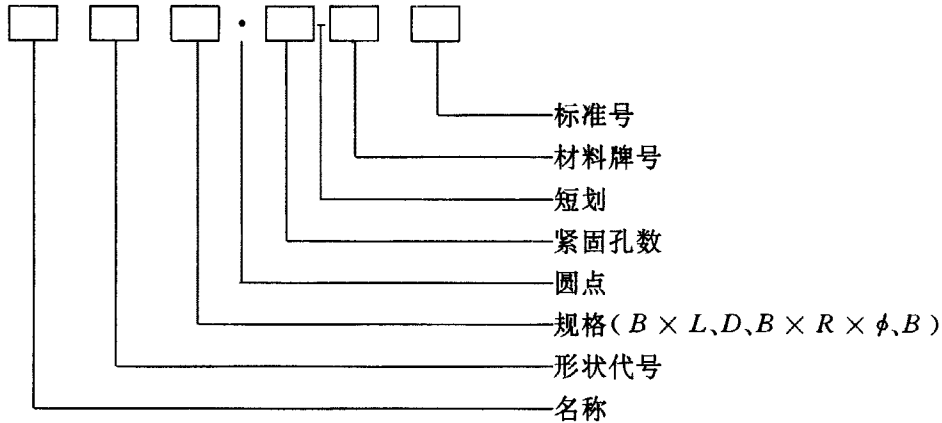 标准号
材料牌号
短划
紧固孔数
圆点
规格(B×L、D、B×R×ϕ、B)
形状代号
名称